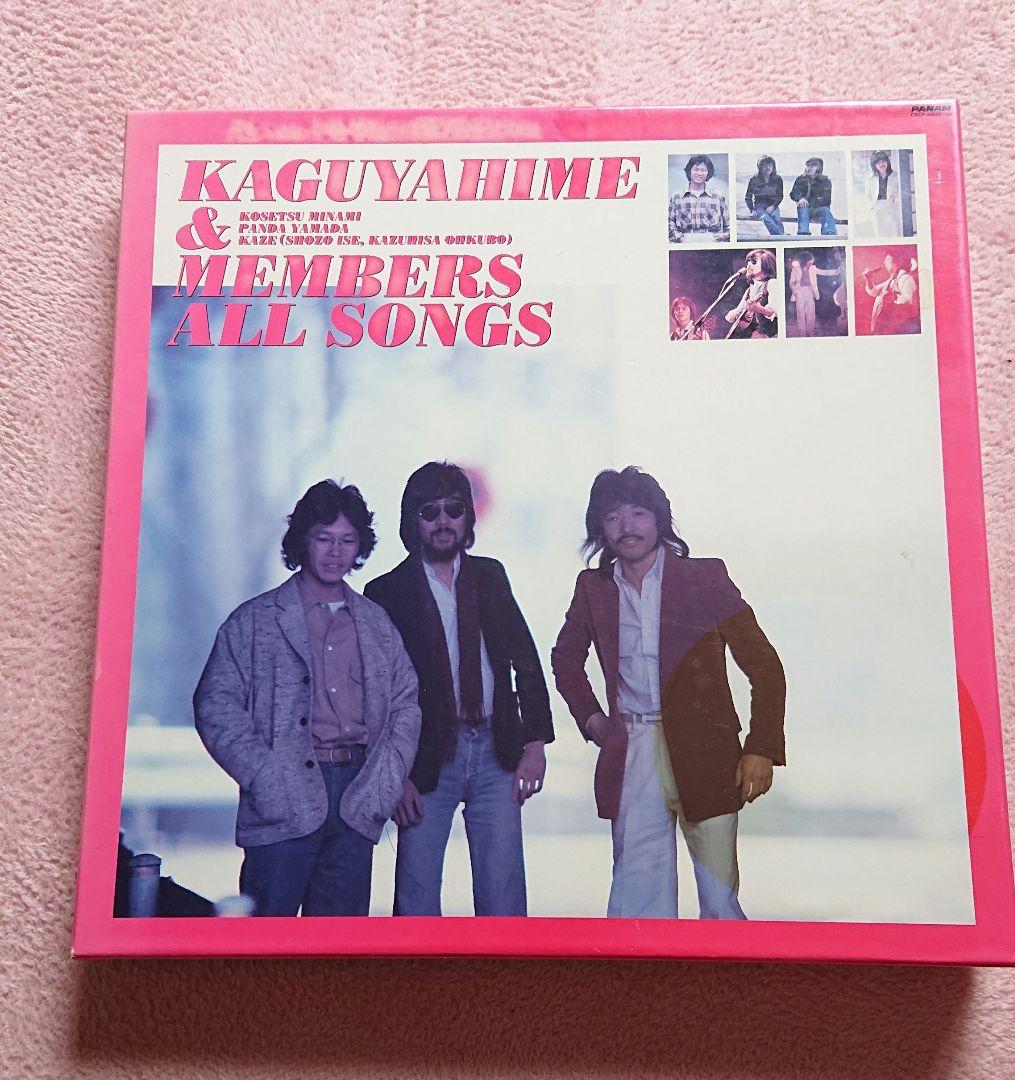 PANAM
KAGUYAHIME
&
KOSETSU MINAMI
PANDA YAMADA
KAZE (SHOZO ISE, KAZUHISA OHKUBO)
MEMBERS
ALL SONGS